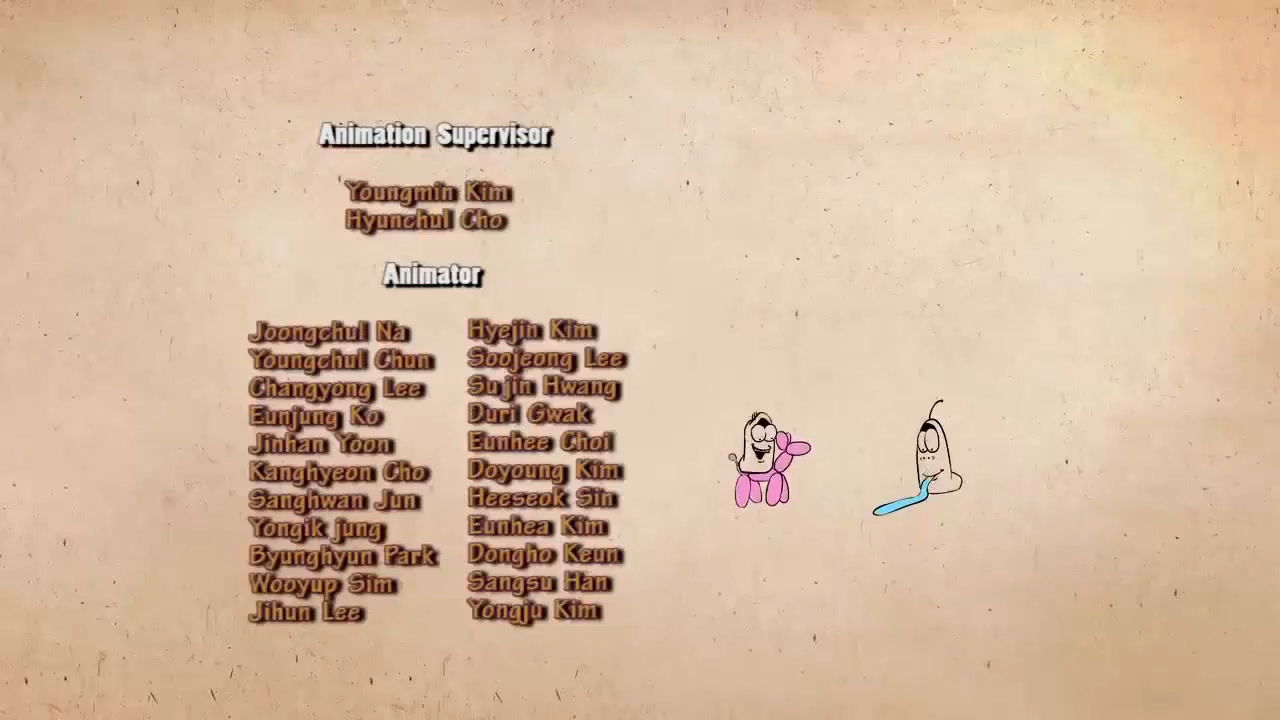 Animation Supervisor
Youngmin Kim
Hyunchul Cho
Animator
Joongchul Na
Youngchul Chun
Changyong Lee
Eunjung Ko
Jinhan Yoon
Kanghyeon Cho
Sanghwan Jun
Yongik jung
Byunghyun Park
Wooyup Sim
Jihun Lee
Hyejin Kim
Soojeong Lee
Sujin Hwang
Duri Gwak
Eunhee Choi
Doyoung Kim
Heeseok Sin
Eunhea Kim
Dongho Keun
Sangsu Han
Yongju Kim